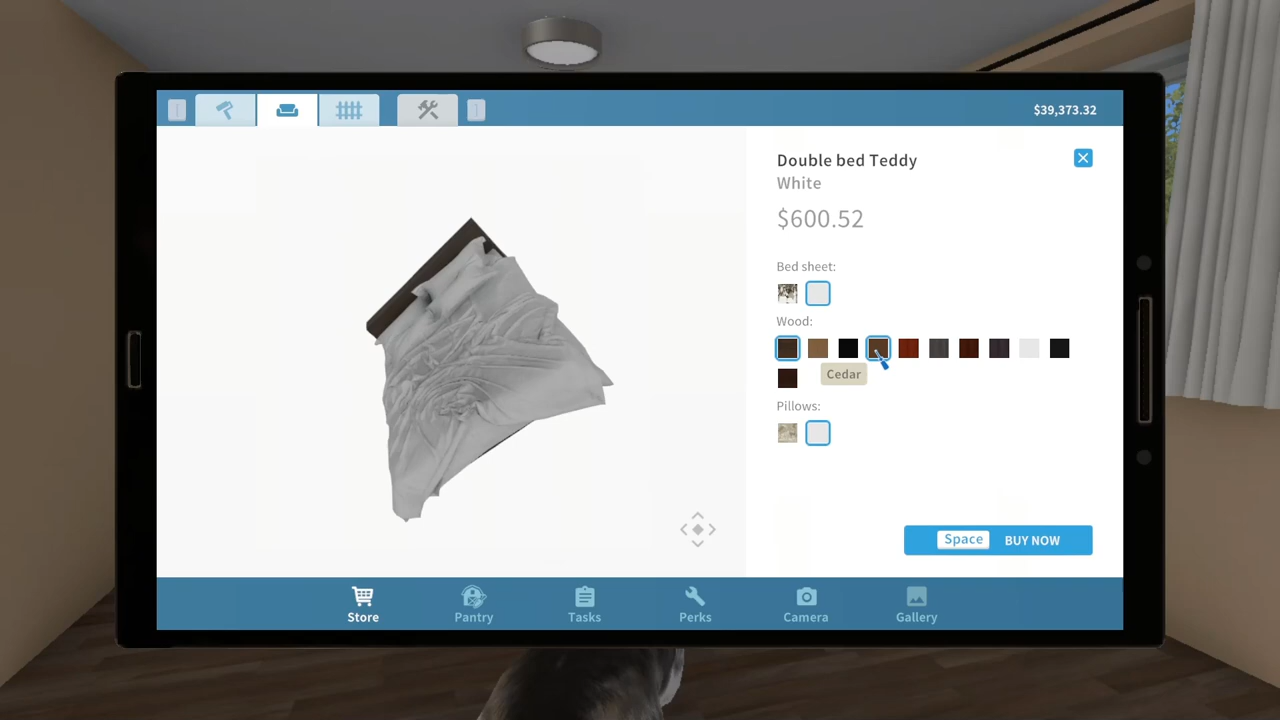 $39,373.32
Double bed Teddy
White
$600.52
Bed sheet:
Wood:
Cedar
Pillows:
Space BUY NOW
Store Pantry Tasks Perks Camera Gallery